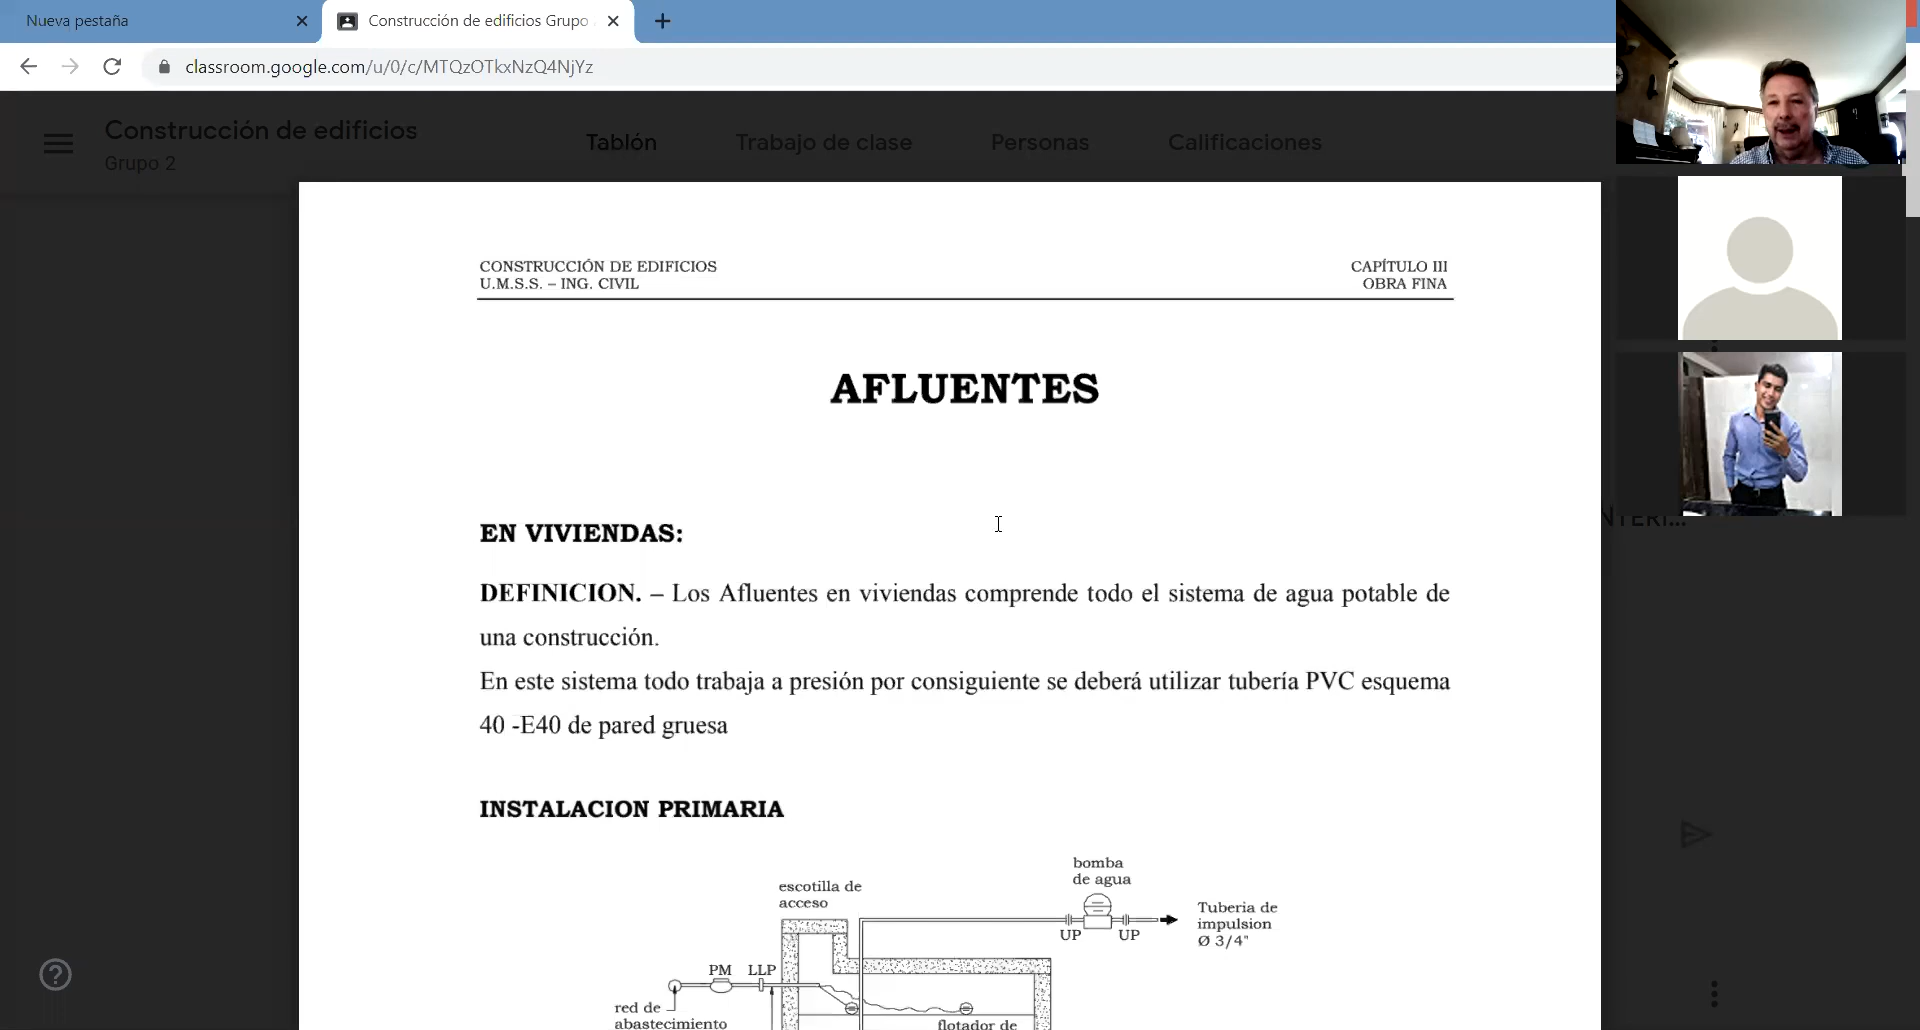 Nueva pestaña
Construcción de edificios Grupo
classroom.google.com/u/0/c/MTQzOTkxNzQ4NjYz
Construcción de edificios
Grupo 2
Tablón
Trabajo de clase
Personas
Calificaciones
CONSTRUCCIÓN DE EDIFICIOS
U.M.S.S. – ING. CIVIL
CAPÍTULO III
OBRA FINA
AFLUENTES
EN VIVIENDAS:
DEFINICION. – Los Afluentes en viviendas comprende todo el sistema de agua potable de
una construcción.
En este sistema todo trabaja a presión por consiguiente se deberá utilizar tubería PVC esquema
40 -E40 de pared gruesa
INSTALACION PRIMARIA
bomba
de agua
escotilla de
acceso
Tuberia de
impulsion
Ø 3/4"
UP
UP
PM
LLP
red de
abastecimiento
flotador de